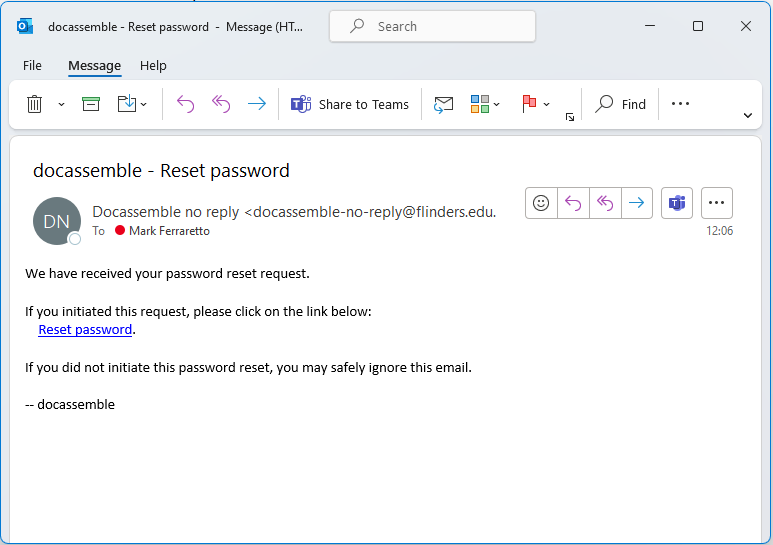 docassemble - Reset password - Message (HT...
Search
File Message Help
Share to Teams
Find
docassemble - Reset password
DN
Docassemble no reply <docassemble-no-reply@flinders.edu.
To Mark Ferraretto
12:06
We have received your password reset request.
If you initiated this request, please click on the link below:
Reset password.
If you did not initiate this password reset, you may safely ignore this email.
-- docassemble